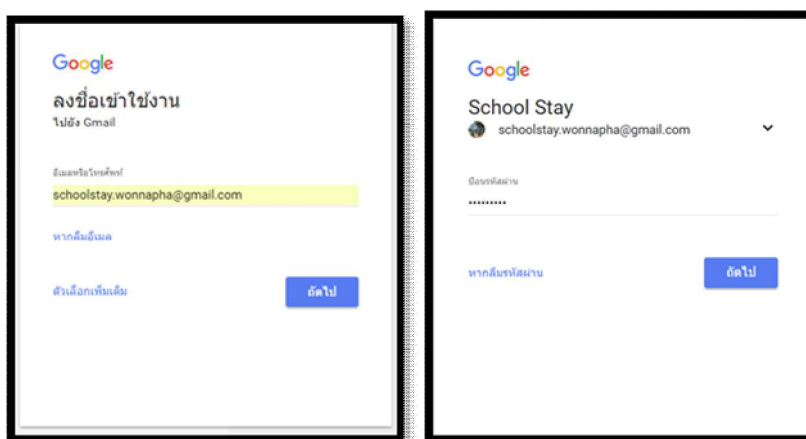 Google
ลงชื่อเข้าใช้งาน
ไปยัง Gmail
อีเมลหรือโทรศัพท์
schoolstay.wonnapha@gmail.com
หากลืมอีเมล
ตัวเลือกเพิ่มเติม
ถัดไป
Google
School Stay
schoolstay.wonnapha@gmail.com
ป้อนรหัสผ่าน
•••••••••
หากลืมรหัสผ่าน
ถัดไป